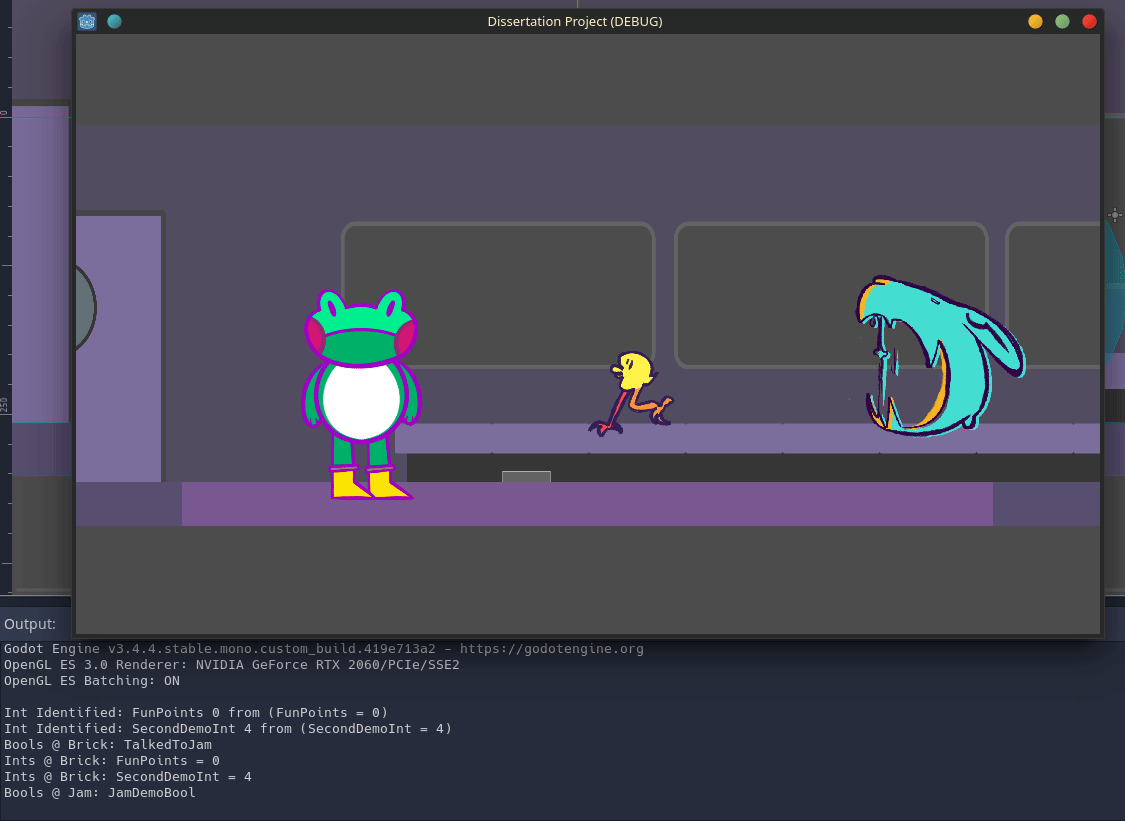 Dissertation Project (DEBUG)
0
250
Output:
Godot Engine v3.4.4.stable.mono.custom_build.419e713a2 - https://godotengine.org
OpenGL ES 3.0 Renderer: NVIDIA GeForce RTX 2060/PCIe/SSE2
OpenGL ES Batching: ON
Int Identified: FunPoints 0 from (FunPoints = 0)
Int Identified: SecondDemoInt 4 from (SecondDemoInt = 4)
Bools @ Brick: TalkedToJam
Ints @ Brick: FunPoints = 0
Ints @ Brick: SecondDemoInt = 4
Bools @ Jam: JamDemoBool